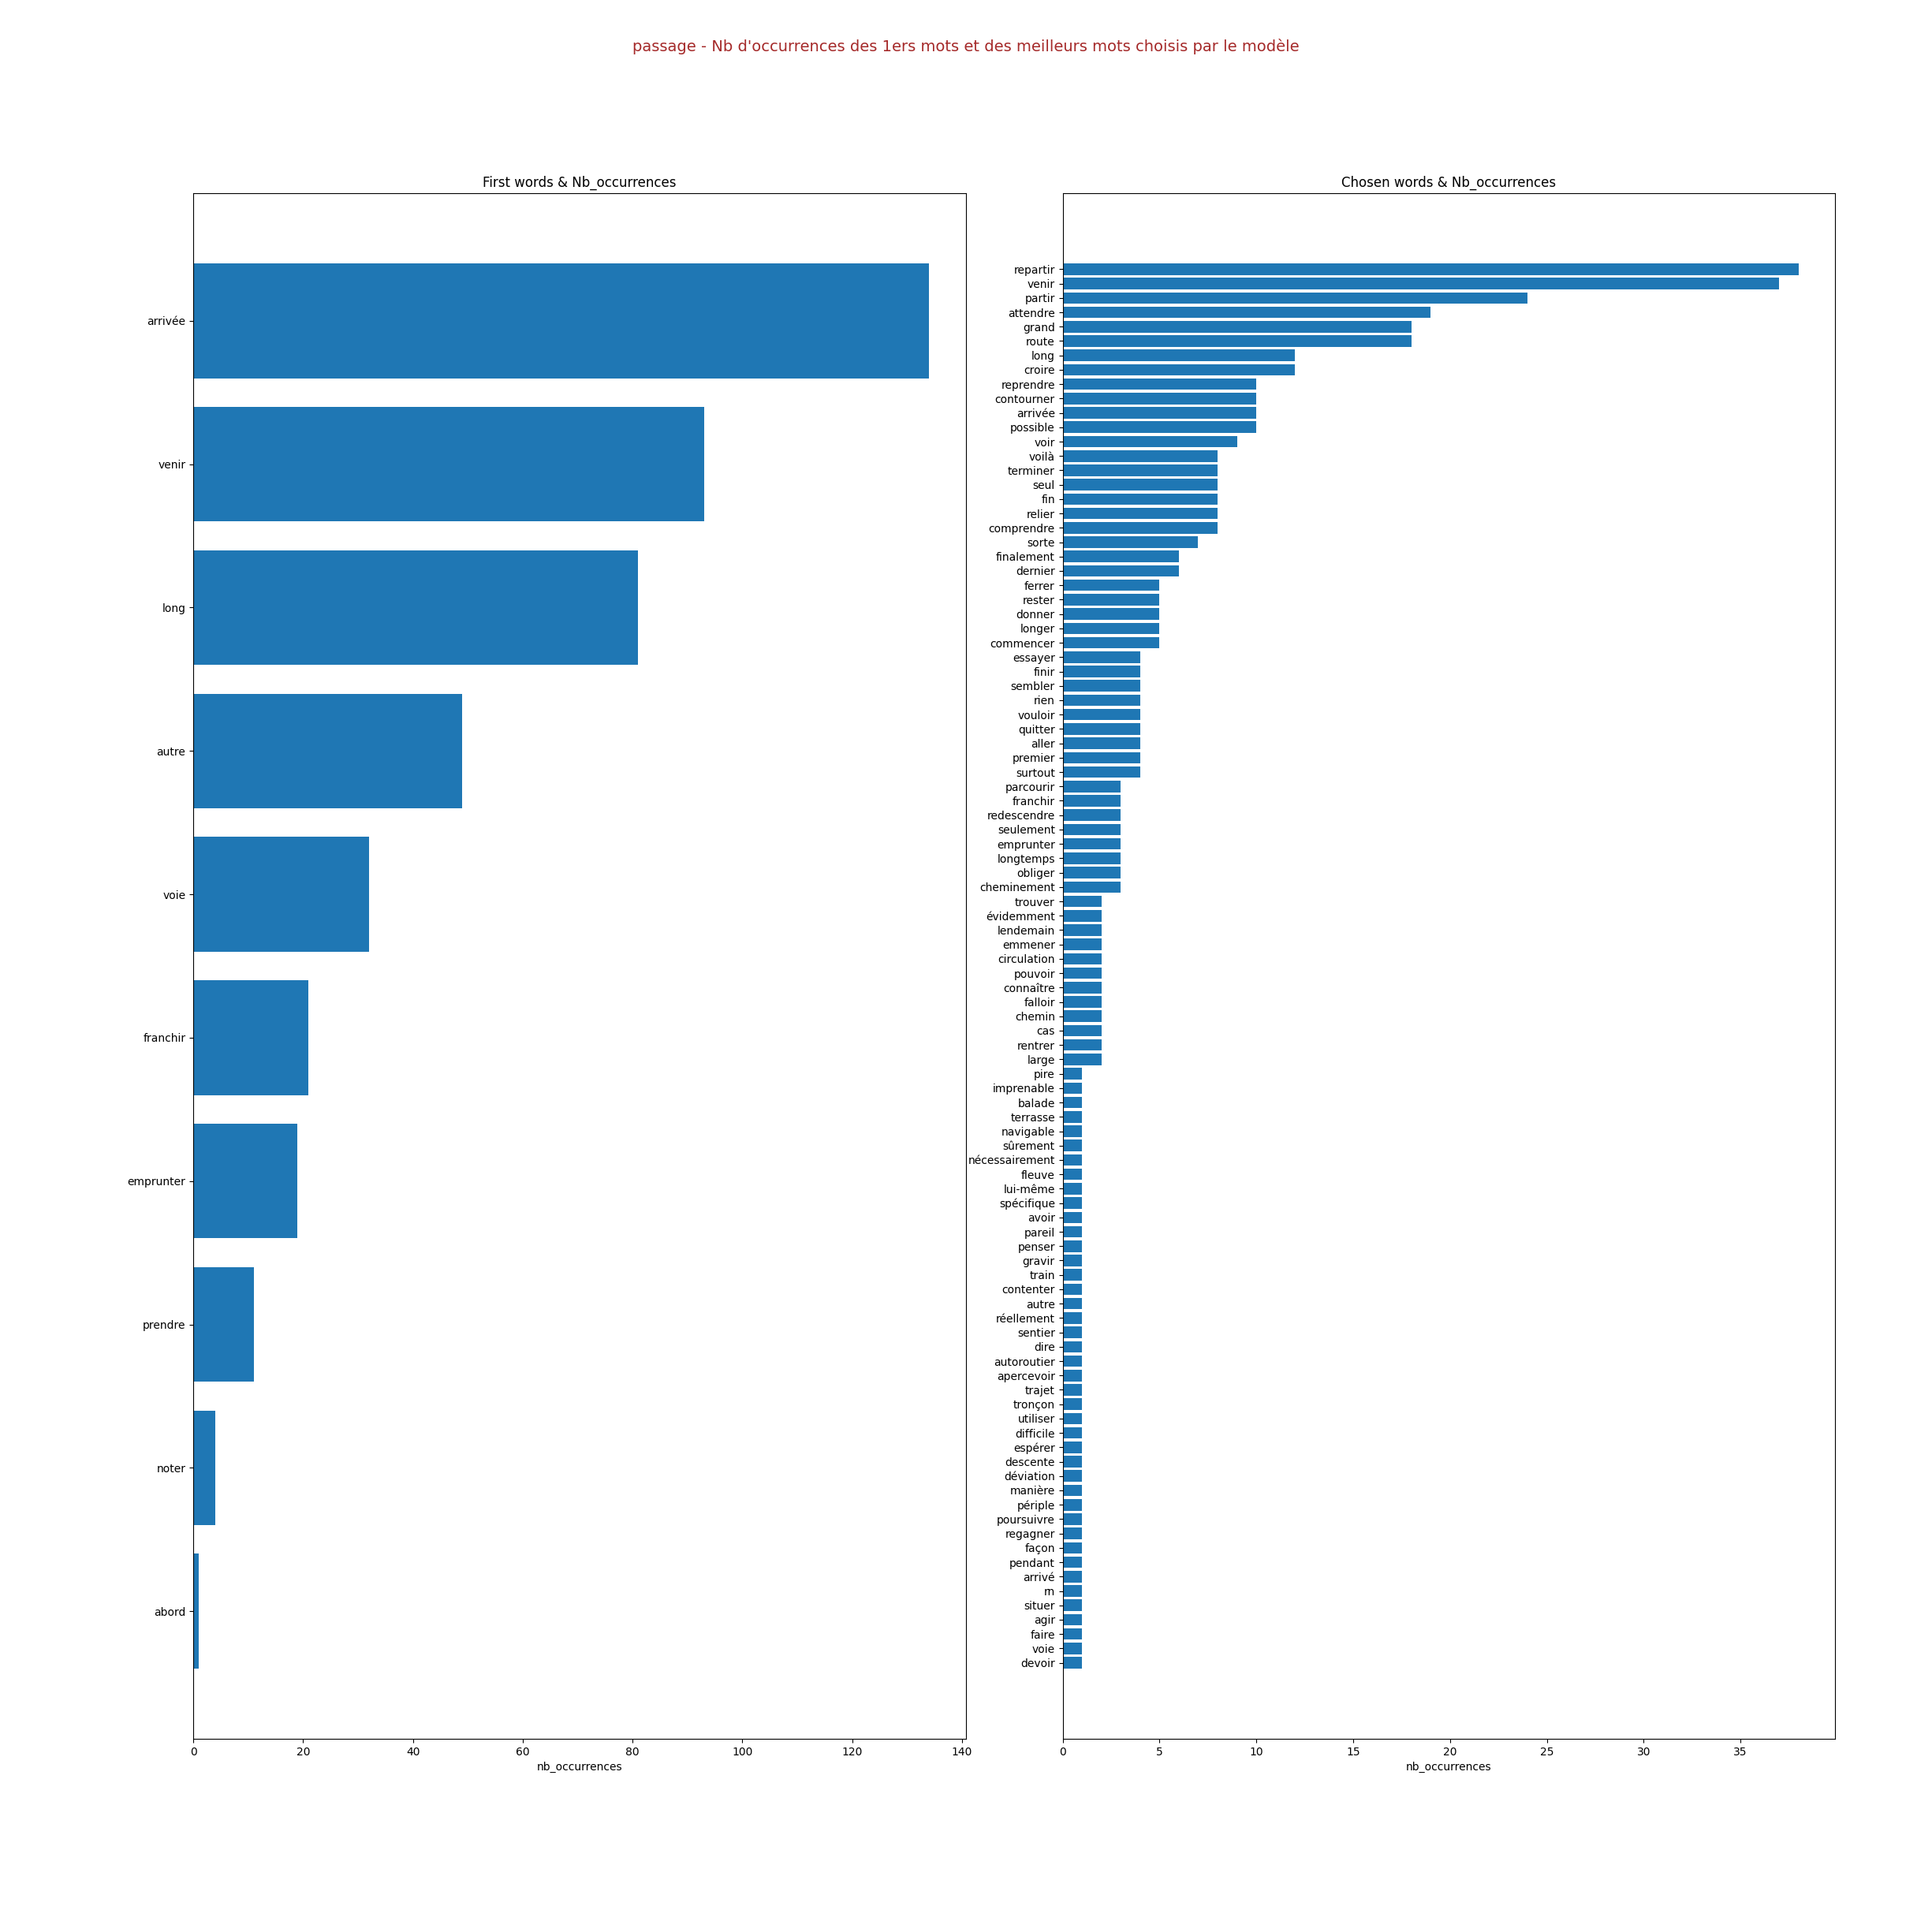 passage - Nb d'occurrences des 1ers mots et des meilleurs mots choisis par le modèle
First words & Nb_occurrences
arrivée
venir
long
autre
voie
franchir
emprunter
prendre
noter
abord
0 20 40 60 80 100 120 140
nb_occurrences
Chosen words & Nb_occurrences
repartir
venir
partir
attendre
grand
route
long
croire
reprendre
contourner
arrivée
possible
voir
voilà
terminer
seul
fin
relier
comprendre
sorte
finalement
dernier
ferrer
rester
donner
longer
commencer
essayer
finir
sembler
rien
vouloir
quitter
aller
premier
surtout
parcourir
franchir
redescendre
seulement
emprunter
longtemps
obliger
cheminement
trouver
évidemment
lendemain
emmener
circulation
pouvoir
connaître
falloir
chemin
cas
rentrer
large
pire
imprenable
balade
terrasse
navigable
sûrement
nécessairement
fleuve
lui-même
spécifique
avoir
pareil
penser
gravir
train
contenter
autre
réellement
sentier
dire
autoroutier
apercevoir
trajet
tronçon
utiliser
difficile
espérer
descente
déviation
manière
périple
poursuivre
regagner
façon
pendant
arrivé
rn
situer
agir
faire
voie
devoir
0 5 10 15 20 25 30 35
nb_occurrences